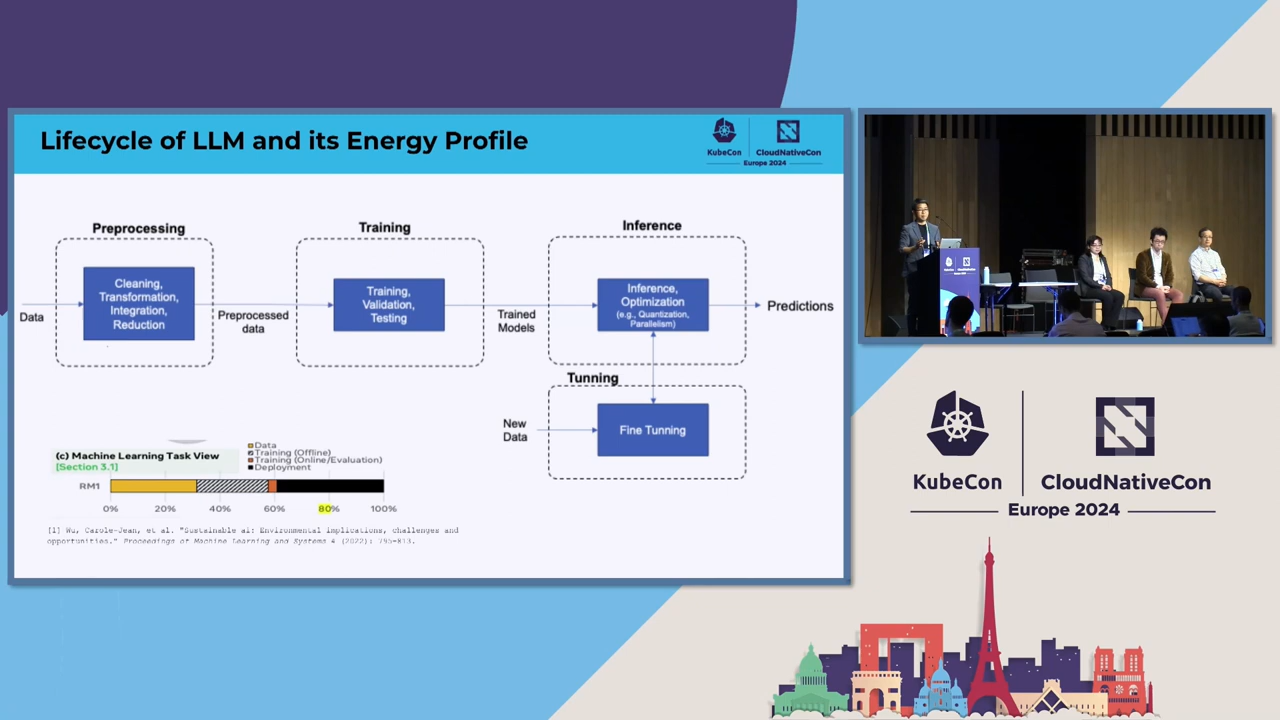 Lifecycle of LLM and its Energy Profile
KubeCon
CloudNativeCon
Europe 2024
Preprocessing
Training
Inference
Cleaning,
Transformation,
Integration,
Reduction
Training,
Validation,
Testing
Inference,
Optimization
(e.g., Quantization,
Parallelism)
Data
Preprocessed
data
Trained
Models
Predictions
Tunning
New
Data
Fine Tunning
(c) Machine Learning Task View
[Section 3.1]
Data
Training (Offline)
Training (Online/Evaluation)
Deployment
RM1
0%
20%
40%
60%
80%
100%
[1] Wu, Carole-Jean, et al. "Sustainable ai: Environmental implications, challenges and
opportunities." Proceedings of Machine Learning and Systems 4 (2022): 795-813.
KubeCon
CloudNativeCon
Europe 2024